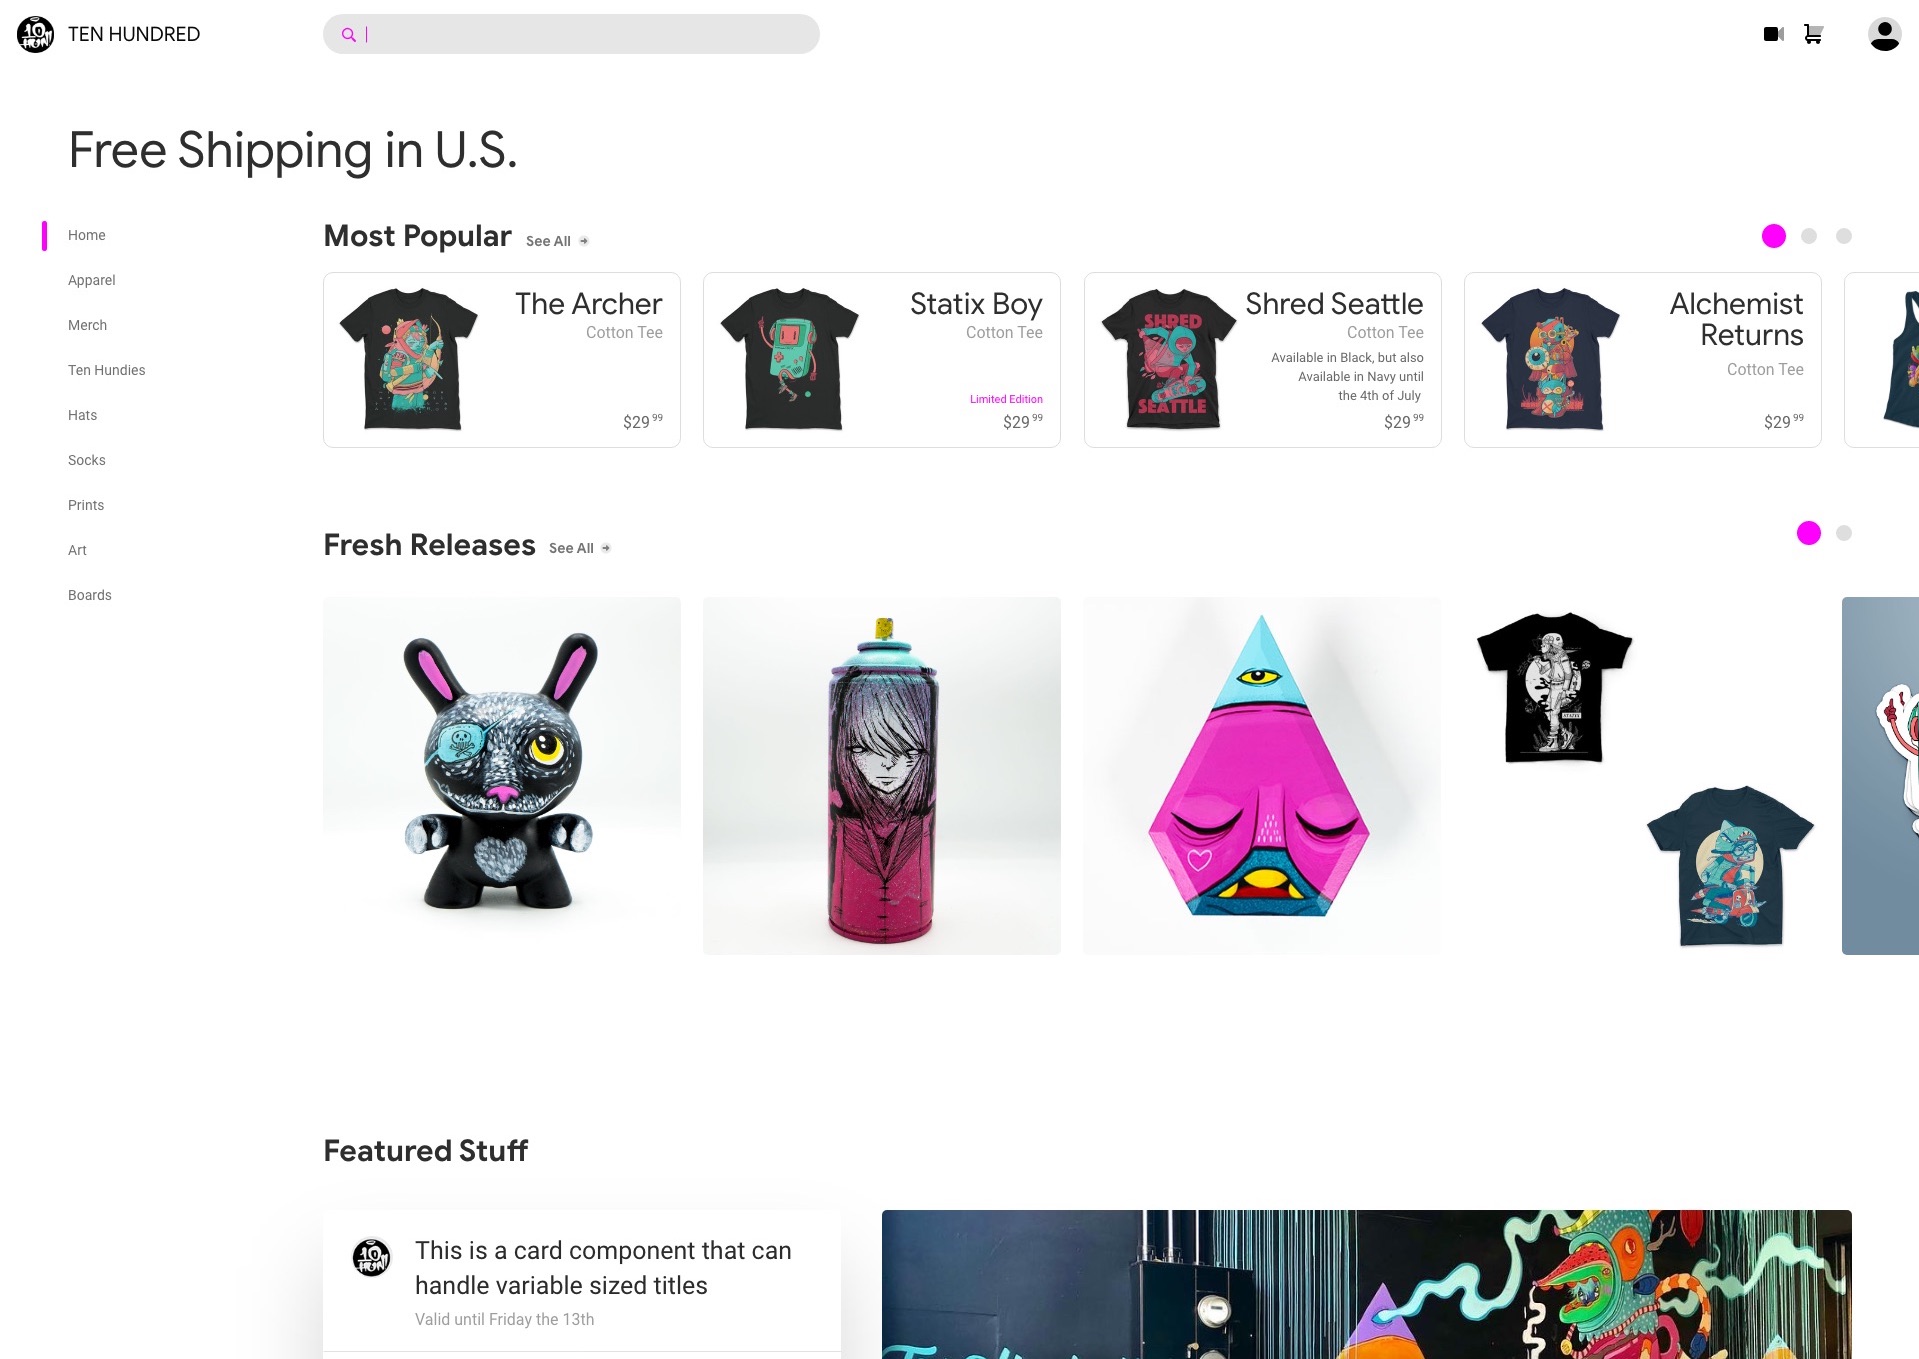 TEN HUNDRED
Free Shipping in U.S.
Home
Apparel
Merch
Ten Hundies
Hats
Socks
Prints
Art
Boards
Most Popular
See All
The Archer
Cotton Tee
$29 99
Statix Boy
Cotton Tee
Limited Edition
$29 99
SHRED
SEATTLE
Shred Seattle
Cotton Tee
Available in Black, but also
Available in Navy until
the 4th of July
$29 99
Alchemist
Returns
Cotton Tee
$29 99
Fresh Releases
See All
Featured Stuff
10
HUN
This is a card component that can
handle variable sized titles
Valid until Friday the 13th